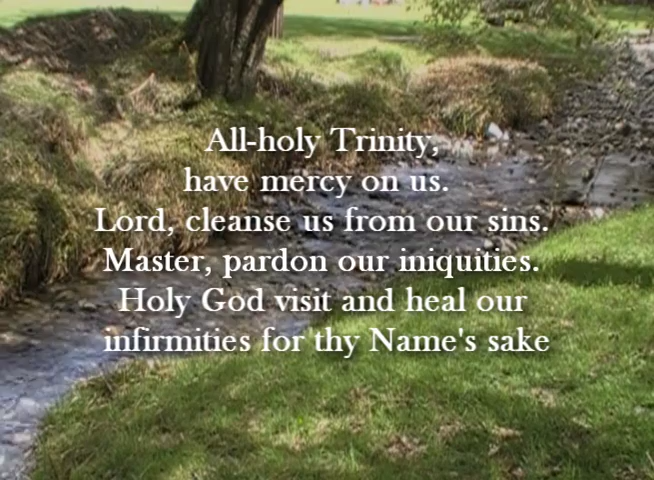 All-holy Trinity,
have mercy on us.
Lord, cleanse us from our sins.
Master, pardon our iniquities.
Holy God visit and heal our
infirmities for thy Name's sake